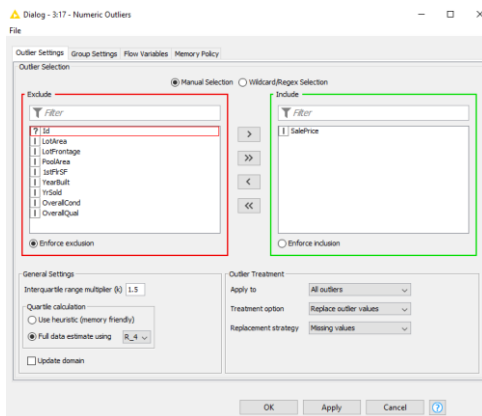 Dialog - 3:17 - Numeric Outliers
File
Outlier Settings Group Settings Flow Variables Memory Policy
Outlier Selection
Manual Selection Wildcard/Regex Selection
Exclude
Filter
? Id
I LotArea
I LotFrontage
I PoolArea
I 1stFlrSF
I YearBuilt
I YrSold
I OverallCond
I OverallQual
Enforce exclusion
>
>>
<
<<
Include
Filter
I SalePrice
Enforce inclusion
General Settings
Interquartile range multiplier (k) 1.5
Quartile calculation
Use heuristic (memory friendly)
Full data estimate using R_4
Update domain
Outlier Treatment
Apply to All outliers
Treatment option Replace outlier values
Replacement strategy Missing values
OK Apply Cancel ?